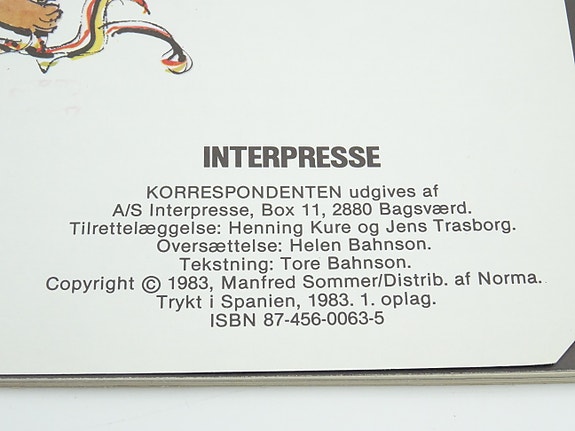 INTERPRESSE
KORRESPONDENTEN udgives af
A/S Interpresse, Box 11, 2880 Bagsværd.
Tilrettelæggelse: Henning Kure og Jens Trasborg.
Oversættelse: Helen Bahnson.
Tekstning: Tore Bahnson.
Copyright © 1983, Manfred Sommer/Distrib. af Norma.
Trykt i Spanien, 1983. 1. oplag.
ISBN 87-456-0063-5